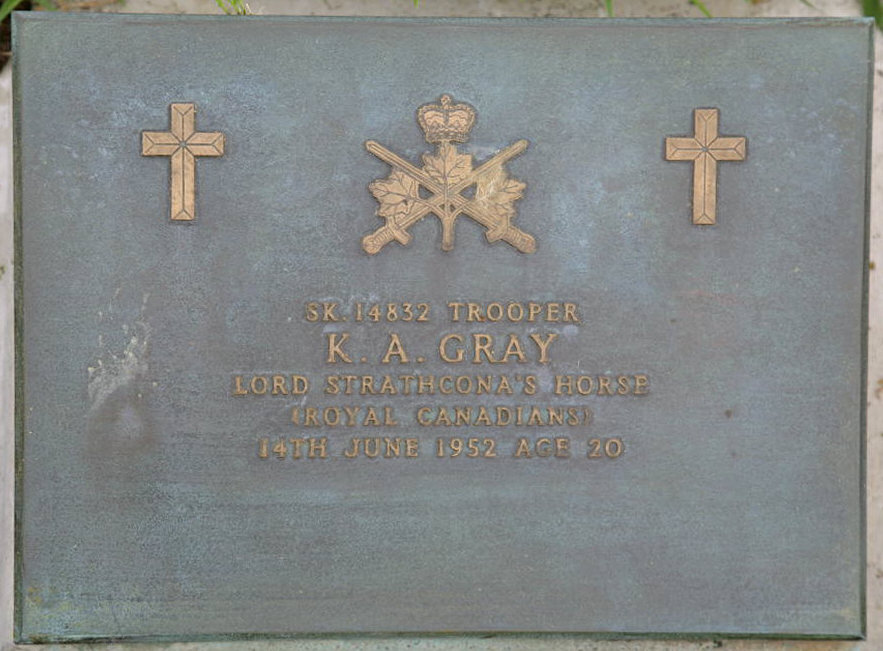 SK. 14832 TROOPER
K. A. GRAY
LORD STRATHCONA'S HORSE
(ROYAL CANADIANS)
14TH JUNE 1952 AGE 20